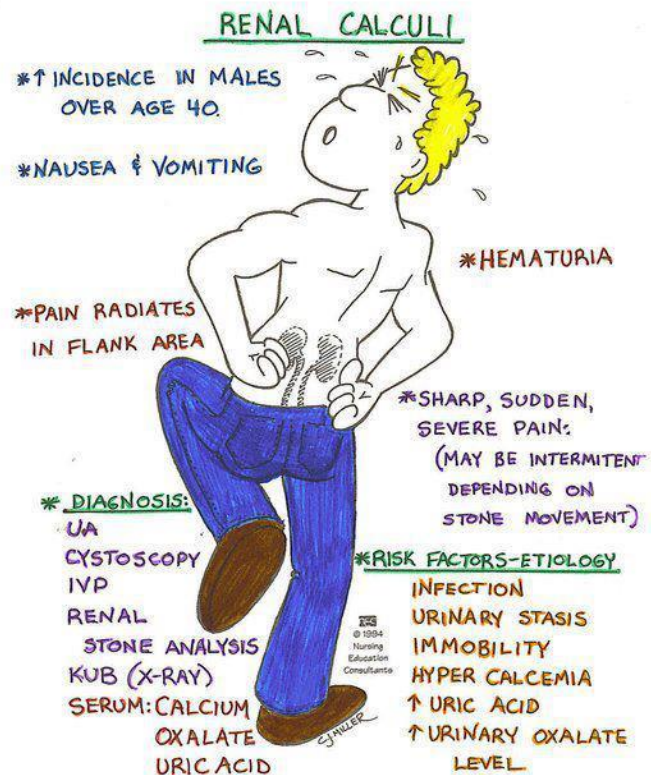 RENAL CALCULI
*↑ INCIDENCE IN MALES
OVER AGE 40.
*NAUSEA & VOMITING
*HEMATURIA
*PAIN RADIATES
IN FLANK AREA
*SHARP, SUDDEN,
SEVERE PAIN:
(MAY BE INTERMITENT
DEPENDING ON
STONE MOVEMENT)
* DIAGNOSIS:
UA
CYSTOSCOPY
IVP
RENAL
STONE ANALYSIS
KUB (X-RAY)
SERUM: CALCIUM
OXALATE
URIC ACID
*RISK FACTORS-ETIOLOGY
INFECTION
URINARY STASIS
IMMOBILITY
HYPER CALCEMIA
↑ URIC ACID
↑ URINARY OXALATE
LEVEL
nec
© 1994
Nursing
Education
Consultants
CJ MILLER